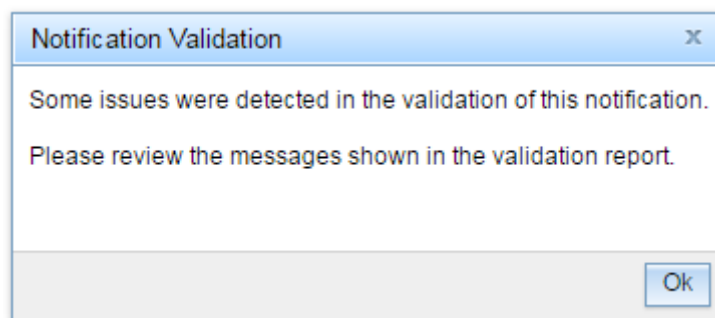 Notification Validation x
Some issues were detected in the validation of this notification.
Please review the messages shown in the validation report.
Ok